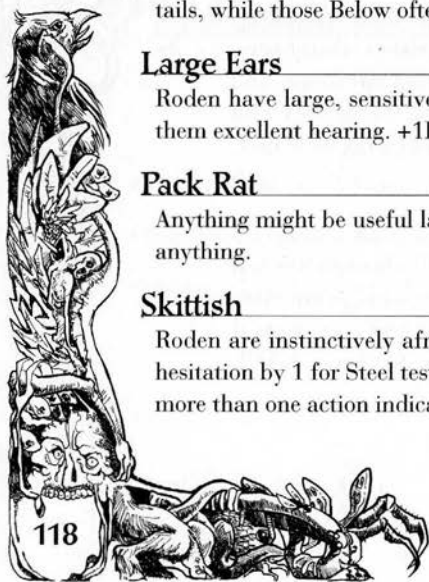 tails, while those Below ofte
Large Ears
Roden have large, sensitive
them excellent hearing. +1
Pack Rat
Anything might be useful la
anything.
Skittish
Roden are instinctively afr
hesitation by 1 for Steel tes
more than one action indica
118